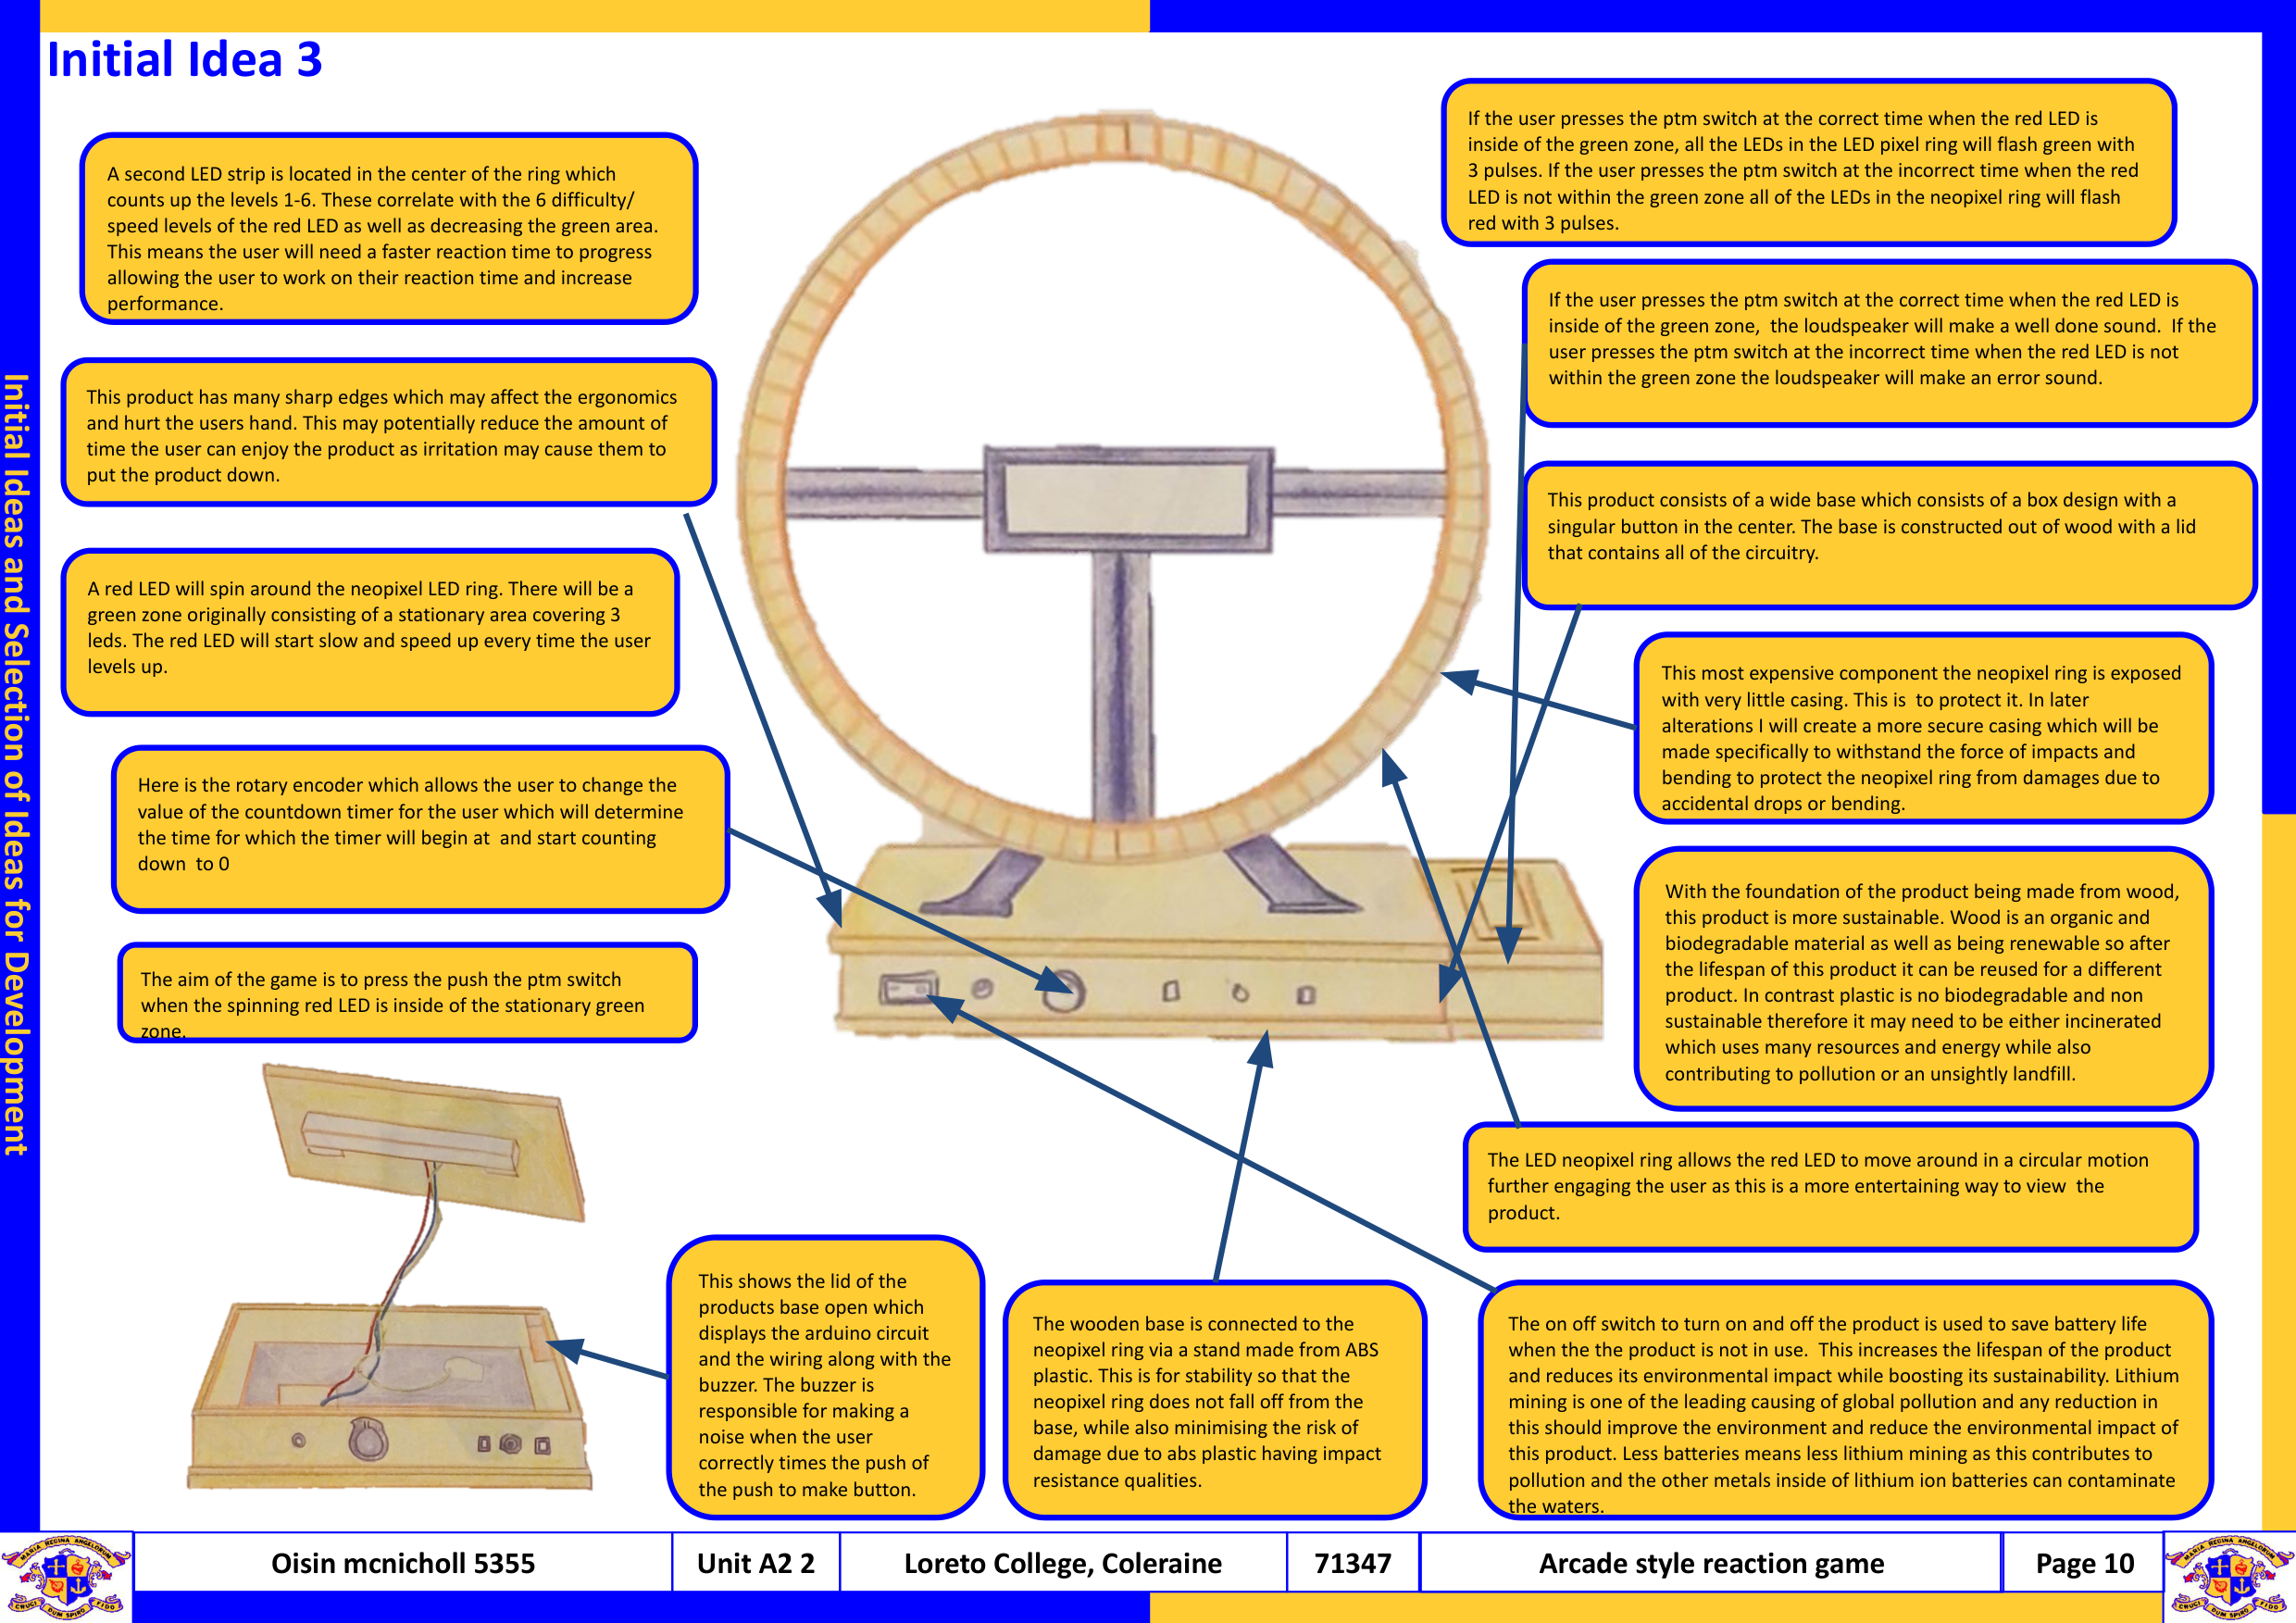 Initial Idea 3
Initial Ideas and Selection of Ideas for Development
A second LED strip is located in the center of the ring which
counts up the levels 1-6. These correlate with the 6 difficulty/
speed levels of the red LED as well as decreasing the green area.
This means the user will need a faster reaction time to progress
allowing the user to work on their reaction time and increase
performance.
This product has many sharp edges which may affect the ergonomics
and hurt the users hand. This may potentially reduce the amount of
time the user can enjoy the product as irritation may cause them to
put the product down.
A red LED will spin around the neopixel LED ring. There will be a
green zone originally consisting of a stationary area covering 3
leds. The red LED will start slow and speed up every time the user
levels up.
Here is the rotary encoder which allows the user to change the
value of the countdown timer for the user which will determine
the time for which the timer will begin at  and start counting
down  to 0
The aim of the game is to press the push the ptm switch
when the spinning red LED is inside of the stationary green
zone.
If the user presses the ptm switch at the correct time when the red LED is
inside of the green zone, all the LEDs in the LED pixel ring will flash green with
3 pulses. If the user presses the ptm switch at the incorrect time when the red
LED is not within the green zone all of the LEDs in the neopixel ring will flash
red with 3 pulses.
If the user presses the ptm switch at the correct time when the red LED is
inside of the green zone,  the loudspeaker will make a well done sound.  If the
user presses the ptm switch at the incorrect time when the red LED is not
within the green zone the loudspeaker will make an error sound.
This product consists of a wide base which consists of a box design with a
singular button in the center. The base is constructed out of wood with a lid
that contains all of the circuitry.
This most expensive component the neopixel ring is exposed
with very little casing. This is  to protect it. In later
alterations I will create a more secure casing which will be
made specifically to withstand the force of impacts and
bending to protect the neopixel ring from damages due to
accidental drops or bending.
With the foundation of the product being made from wood,
this product is more sustainable. Wood is an organic and
biodegradable material as well as being renewable so after
the lifespan of this product it can be reused for a different
product. In contrast plastic is no biodegradable and non
sustainable therefore it may need to be either incinerated
which uses many resources and energy while also
contributing to pollution or an unsightly landfill.
The LED neopixel ring allows the red LED to move around in a circular motion
further engaging the user as this is a more entertaining way to view  the
product.
This shows the lid of the
products base open which
displays the arduino circuit
and the wiring along with the
buzzer. The buzzer is
responsible for making a
noise when the user
correctly times the push of
the push to make button.
The wooden base is connected to the
neopixel ring via a stand made from ABS
plastic. This is for stability so that the
neopixel ring does not fall off from the
base, while also minimising the risk of
damage due to abs plastic having impact
resistance qualities.
The on off switch to turn on and off the product is used to save battery life
when the the product is not in use.  This increases the lifespan of the product
and reduces its environmental impact while boosting its sustainability. Lithium
mining is one of the leading causing of global pollution and any reduction in
this should improve the environment and reduce the environmental impact of
this product. Less batteries means less lithium mining as this contributes to
pollution and the other metals inside of lithium ion batteries can contaminate
the waters.
MARIA REGINA ANGELORUM
CRUCI DUM SPIRO FIDO
Oisin mcnicholl 5355
Unit A2 2
Loreto College, Coleraine
71347
Arcade style reaction game
Page 10
MARIA REGINA ANGELORUM
CRUCI DUM SPIRO FIDO